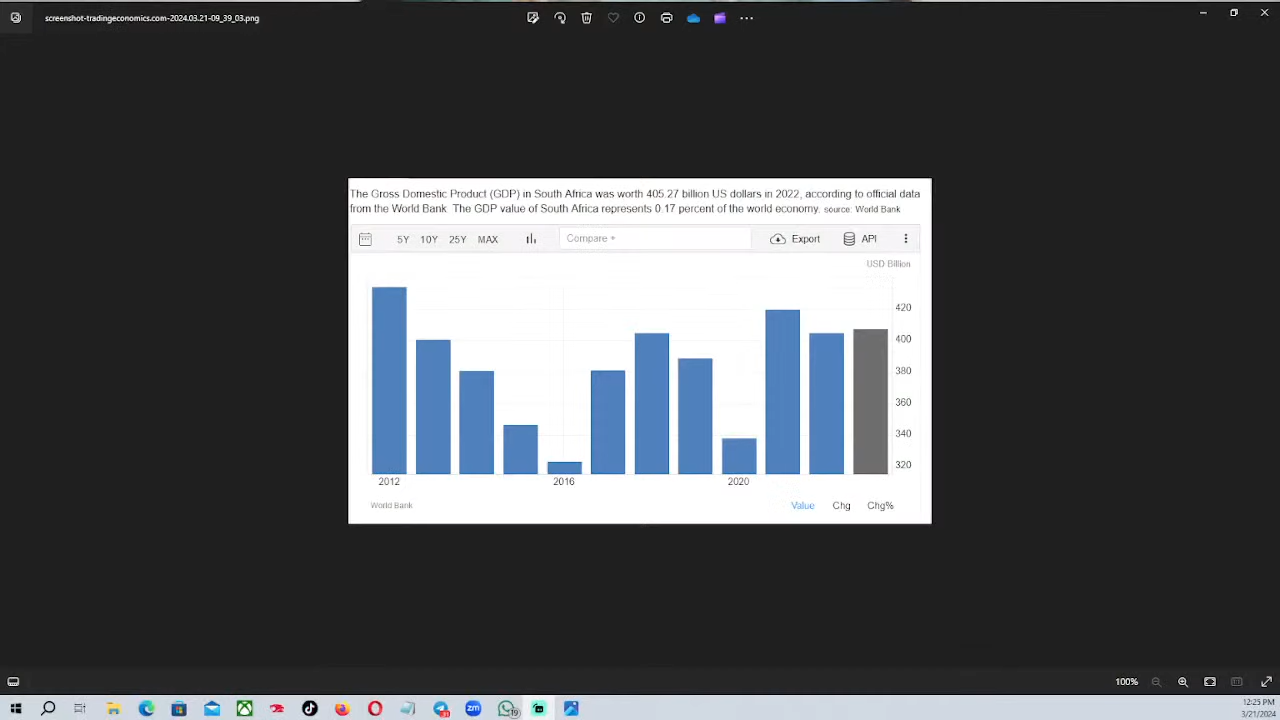 screenshot-tradingeconomics.com-2024.03.21-09_39_03.png
The Gross Domestic Product (GDP) in South Africa was worth 405.27 billion US dollars in 2022, according to official data
from the World Bank. The GDP value of South Africa represents 0.17 percent of the world economy. source: World Bank
5Y 10Y 25Y MAX Compare + Export API
USD Billion
420
400
380
360
340
320
2012 2016 2020
World Bank Value Chg Chg%
100%
zm 12:25 PM
3/21/2024